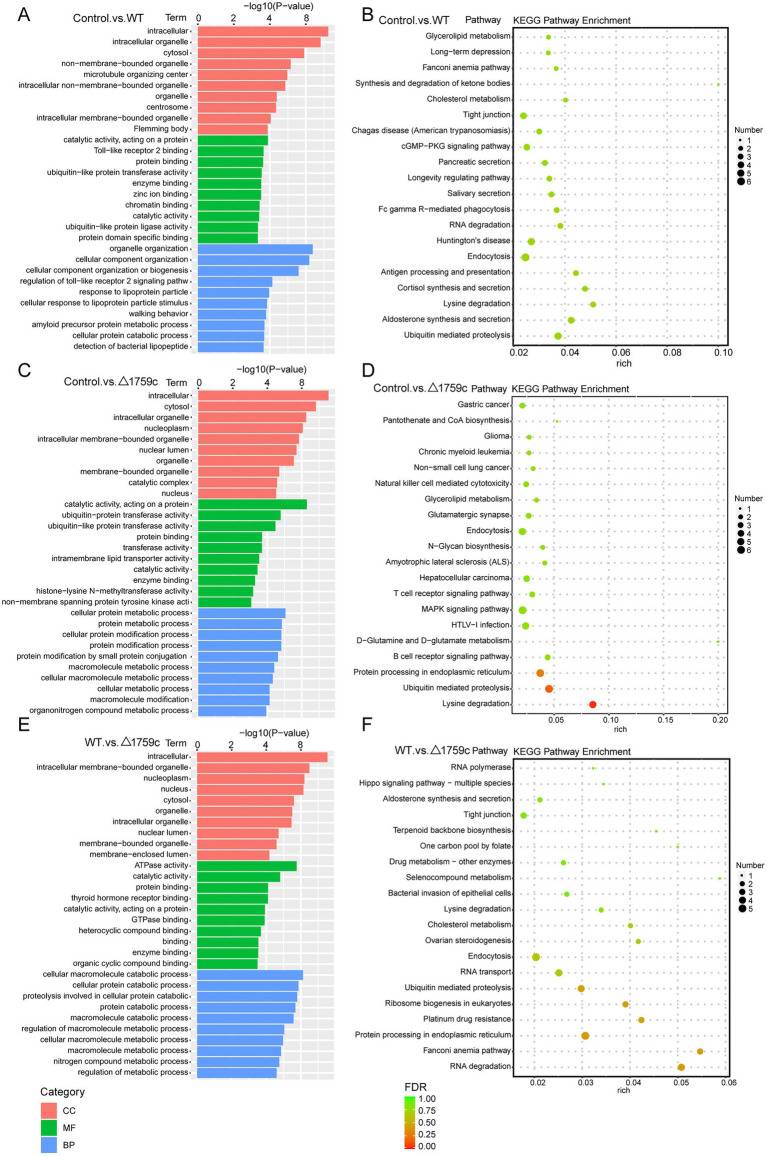 A
Control.vs.WT Term
−log10(P−value)
0 −4 −8
intracellular
intracellular organelle
cytosol
non−membrane−bounded organelle
microtubule organizing center
intracellular non−membrane−bounded organelle
organelle
centrosome
intracellular membrane−bounded organelle
Flemming body
catalytic activity, acting on a protein
Toll−like receptor 2 binding
protein binding
ubiquitin−like protein transferase activity
enzyme binding
zinc ion binding
chromatin binding
catalytic activity
ubiquitin−like protein ligase activity
protein domain specific binding
organelle organization
cellular component organization
cellular component organization or biogenesis
regulation of toll−like receptor 2 signaling pathw
response to lipoprotein particle
cellular response to lipoprotein particle stimulus
walking behavior
amyloid precursor protein metabolic process
cellular protein catabolic process
detection of bacterial lipopeptide
B
Control.vs.WT Pathway KEGG Pathway Enrichment
Glycerolipid metabolism
Long−term depression
Fanconi anemia pathway
Synthesis and degradation of ketone bodies
Cholesterol metabolism
Tight junction
Chagas disease (American trypanosomiasis)
cGMP−PKG signaling pathway
Pancreatic secretion
Longevity regulating pathway
Salivary secretion
Fc gamma R−mediated phagocytosis
RNA degradation
Huntington's disease
Endocytosis
Antigen processing and presentation
Cortisol synthesis and secretion
Lysine degradation
Aldosterone synthesis and secretion
Ubiquitin mediated proteolysis
0.02 0.04 0.06 0.08 0.10
rich
Number
1
2
3
4
5
6
C
Control.vs.△1759c Term
−log10(P−value)
0 −2 −4 −8
intracellular
cytosol
intracellular organelle
nucleoplasm
intracellular membrane−bounded organelle
nuclear lumen
organelle
membrane−bounded organelle
catalytic complex
nucleus
catalytic activity, acting on a protein
ubiquitin−protein transferase activity
ubiquitin−like protein transferase activity
protein binding
transferase activity
intramembrane lipid transporter activity
catalytic activity
enzyme binding
histone−lysine N−methyltransferase activity
non−membrane spanning protein tyrosine kinase acti
cellular protein metabolic process
protein metabolic process
cellular protein modification process
protein modification process
protein modification by small protein conjugation
macromolecule metabolic process
cellular macromolecule metabolic process
cellular metabolic process
macromolecule modification
organonitrogen compound metabolic process
D
Control.vs.△1759c Pathway KEGG Pathway Enrichment
Gastric cancer
Pantothenate and CoA biosynthesis
Glioma
Chronic myeloid leukemia
Non−small cell lung cancer
Natural killer cell mediated cytotoxicity
Glycerolipid metabolism
Glutamatergic synapse
Endocytosis
N−Glycan biosynthesis
Amyotrophic lateral sclerosis (ALS)
Hepatocellular carcinoma
T cell receptor signaling pathway
MAPK signaling pathway
HTLV−I infection
D−Glutamine and D−glutamate metabolism
B cell receptor signaling pathway
Protein processing in endoplasmic reticulum
Ubiquitin mediated proteolysis
Lysine degradation
0.05 0.10 0.15 0.20
rich
Number
1
2
3
4
5
6
E
WT.vs.△1759c Term
−log10(P−value)
0 −2 −4 −8
intracellular
intracellular membrane−bounded organelle
nucleoplasm
nucleus
cytosol
organelle
intracellular organelle
nuclear lumen
membrane−bounded organelle
membrane−enclosed lumen
ATPase activity
catalytic activity
protein binding
thyroid hormone receptor binding
catalytic activity, acting on a protein
GTPase binding
heterocyclic compound binding
binding
enzyme binding
organic cyclic compound binding
cellular macromolecule catabolic process
cellular protein catabolic process
proteolysis involved in cellular protein catabolic
protein catabolic process
macromolecule catabolic process
regulation of macromolecule metabolic process
cellular macromolecule metabolic process
macromolecule metabolic process
nitrogen compound metabolic process
regulation of metabolic process
F
WT.vs.△1759c Pathway KEGG Pathway Enrichment
RNA polymerase
Hippo signaling pathway − multiple species
Aldosterone synthesis and secretion
Tight junction
Terpenoid backbone biosynthesis
One carbon pool by folate
Drug metabolism − other enzymes
Selenocompound metabolism
Bacterial invasion of epithelial cells
Lysine degradation
Cholesterol metabolism
Ovarian steroidogenesis
Endocytosis
RNA transport
Ubiquitin mediated proteolysis
Ribosome biogenesis in eukaryotes
Platinum drug resistance
Protein processing in endoplasmic reticulum
Fanconi anemia pathway
RNA degradation
0.02 0.03 0.04 0.05 0.06
rich
Number
1
2
3
4
5
Category
CC
MF
BP
FDR
1.00
0.75
0.50
0.25
0.00